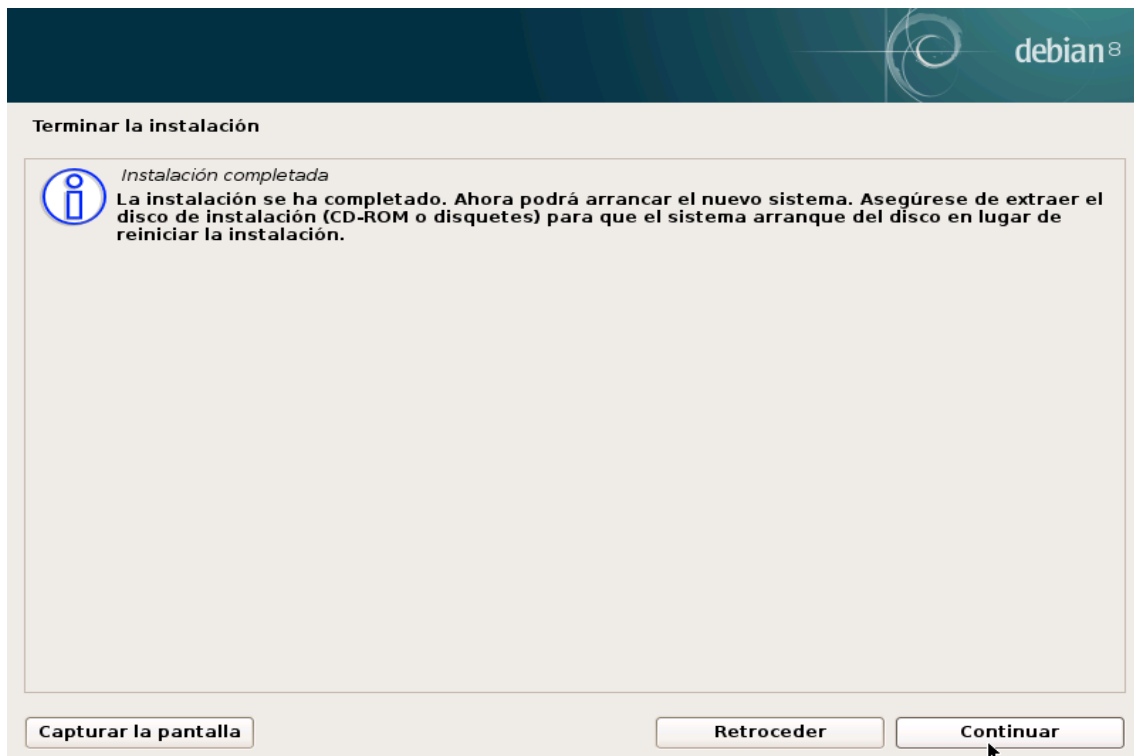 debian 8
Terminar la instalación
Instalación completada
La instalación se ha completado. Ahora podrá arrancar el nuevo sistema. Asegúrese de extraer el
disco de instalación (CD-ROM o disquetes) para que el sistema arranque del disco en lugar de
reiniciar la instalación.
Capturar la pantalla
Retroceder
Continuar